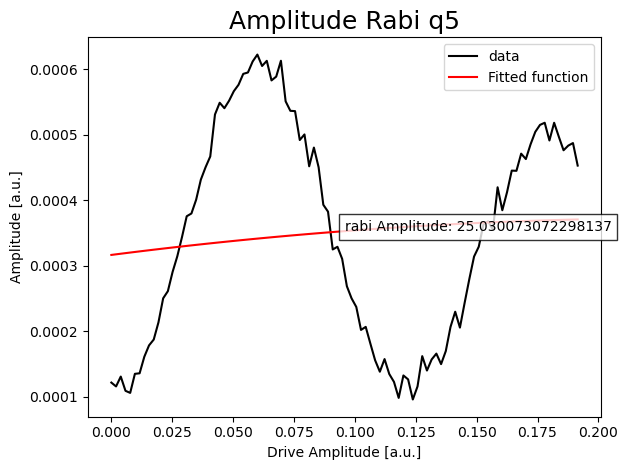 Amplitude Rabi q5
data
Fitted function
rabi Amplitude: 25.030073072298137
Amplitude [a.u.]
0.0006
0.0005
0.0004
0.0003
0.0002
0.0001
0.000
0.025
0.050
0.075
0.100
0.125
0.150
0.175
0.200
Drive Amplitude [a.u.]